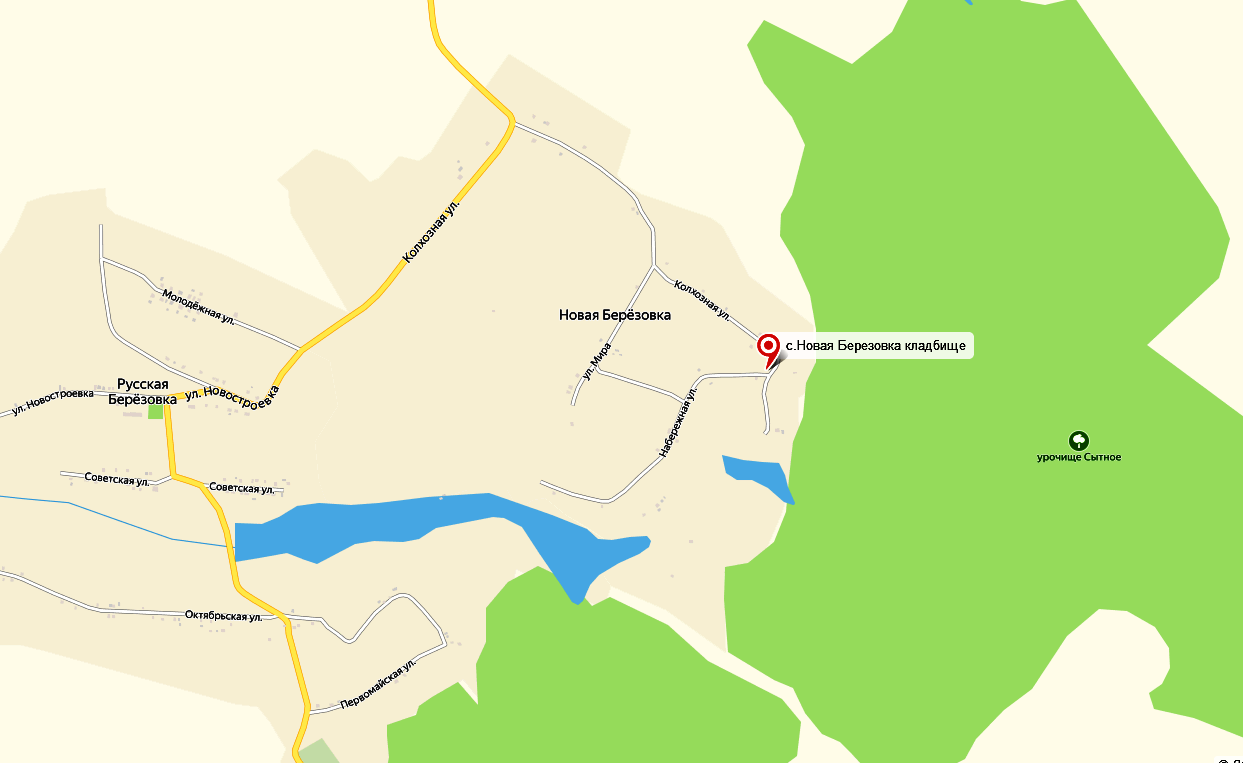 Колхозная ул.
Молодёжная ул.
Колхозная ул.
Новая Берёзовка
с.Новая Березовка кладбище
ул. Мира
Русская
Берёзовка
ул. Новостроевка
ул. Новостроевка
Набережная ул.
урочище Сытное
Советская ул.
Советская ул.
Октябрьская ул.
Первомайская ул.